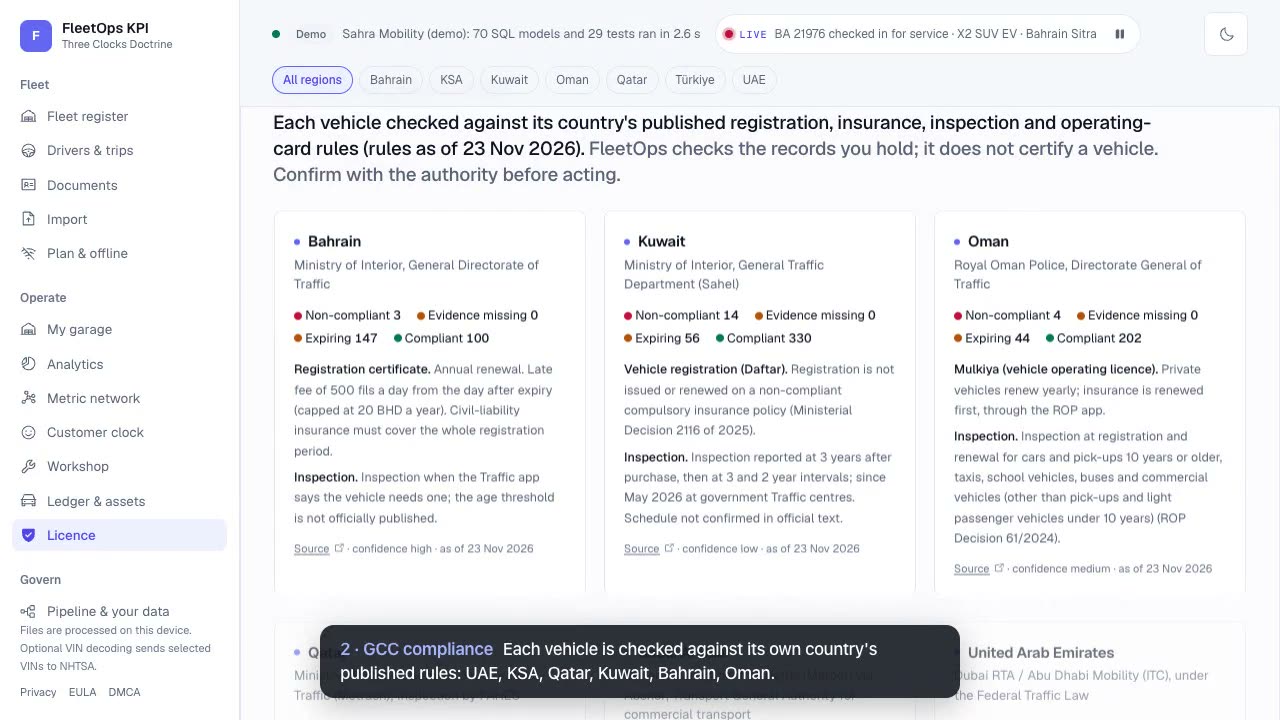 F
FleetOps KPI
Three Clocks Doctrine
Fleet
Fleet register
Drivers & trips
Documents
Import
Plan & offline
Operate
My garage
Analytics
Metric network
Customer clock
Workshop
Ledger & assets
Licence
Govern
Pipeline & your data
Files are processed on this device.
Optional VIN decoding sends selected
VINs to NHTSA.
Privacy EULA DMCA
Demo Sahra Mobility (demo): 70 SQL models and 29 tests ran in 2.6 s
LIVE BA 21976 checked in for service · X2 SUV EV · Bahrain Sitra
All regions Bahrain KSA Kuwait Oman Qatar Türkiye UAE
Each vehicle checked against its country's published registration, insurance, inspection and operating-
card rules (rules as of 23 Nov 2026). FleetOps checks the records you hold; it does not certify a vehicle.
Confirm with the authority before acting.
Bahrain
Ministry of Interior, General Directorate of
Traffic
Non-compliant 3 Evidence missing 0
Expiring 147 Compliant 100
Registration certificate. Annual renewal. Late
fee of 500 fils a day from the day after expiry
(capped at 20 BHD a year). Civil-liability
insurance must cover the whole registration
period.
Inspection. Inspection when the Traffic app
says the vehicle needs one; the age threshold
is not officially published.
Source · confidence high · as of 23 Nov 2026
Kuwait
Ministry of Interior, General Traffic
Department (Sahel)
Non-compliant 14 Evidence missing 0
Expiring 56 Compliant 330
Vehicle registration (Daftar). Registration is not
issued or renewed on a non-compliant
compulsory insurance policy (Ministerial
Decision 2116 of 2025).
Inspection. Inspection reported at 3 years after
purchase, then at 3 and 2 year intervals; since
May 2026 at government Traffic centres.
Schedule not confirmed in official text.
Source · confidence low · as of 23 Nov 2026
Oman
Royal Oman Police, Directorate General of
Traffic
Non-compliant 4 Evidence missing 0
Expiring 44 Compliant 202
Mulkiya (vehicle operating licence). Private
vehicles renew yearly; insurance is renewed
first, through the ROP app.
Inspection. Inspection at registration and
renewal for cars and pick-ups 10 years or older,
taxis, school vehicles, buses and commercial
vehicles (other than pick-ups and light
passenger vehicles under 10 years) (ROP
Decision 61/2024).
Source · confidence medium · as of 23 Nov 2026
2 · GCC compliance Each vehicle is checked against its own country's
published rules: UAE, KSA, Qatar, Kuwait, Bahrain, Oman.
commercial transport
United Arab Emirates
Dubai RTA / Abu Dhabi Mobility (ITC), under
the Federal Traffic Law